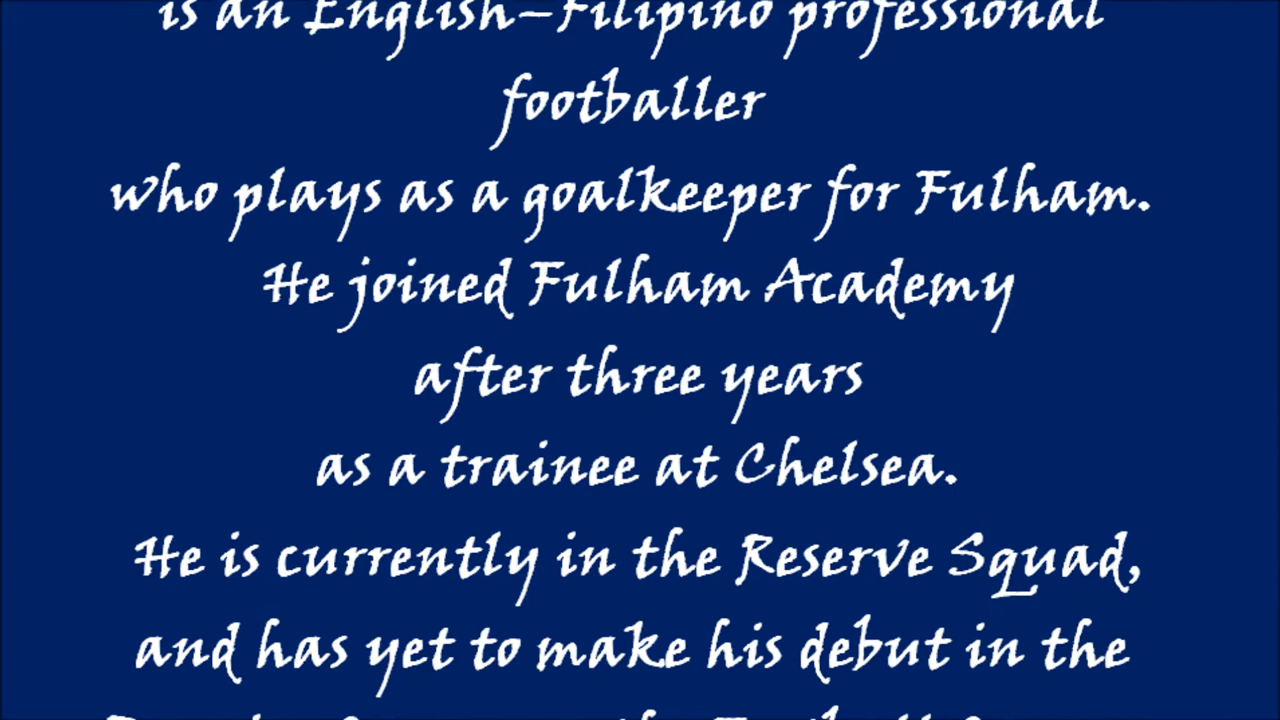 is an English–Filipino professional
footballer
who plays as a goalkeeper for Fulham.
He joined Fulham Academy
after three years
as a trainee at Chelsea.
He is currently in the Reserve Squad,
and has yet to make his debut in the